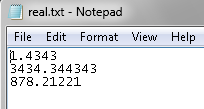 real.txt - Notepad
File Edit Format View Help
1.4343
3434.344343
878.21221